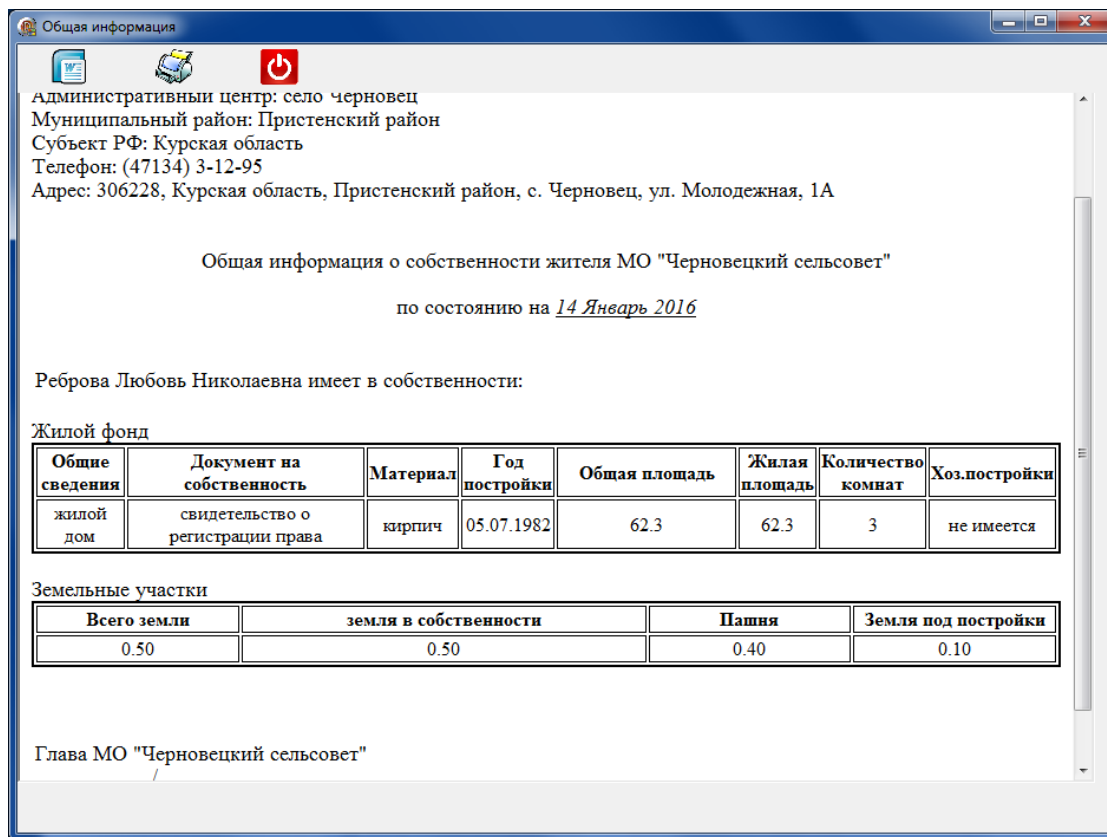 Общая информация
Административный центр: село Черновец
Муниципальный район: Пристенский район
Субъект РФ: Курская область
Телефон: (47134) 3-12-95
Адрес: 306228, Курская область, Пристенский район, с. Черновец, ул. Молодежная, 1А
Общая информация о собственности жителя МО "Черновецкий сельсовет"
по состоянию на 14 Январь 2016
Реброва Любовь Николаевна имеет в собственности:
Жилой фонд
Общие сведения Документ на собственность Материал Год постройки Общая площадь Жилая площадь Количество комнат Хоз.постройки
жилой дом свидетельство о регистрации права кирпич 05.07.1982 62.3 62.3 3 не имеется
Земельные участки
Всего земли земля в собственности Пашня Земля под постройки
0.50 0.50 0.40 0.10
Глава МО "Черновецкий сельсовет"
/